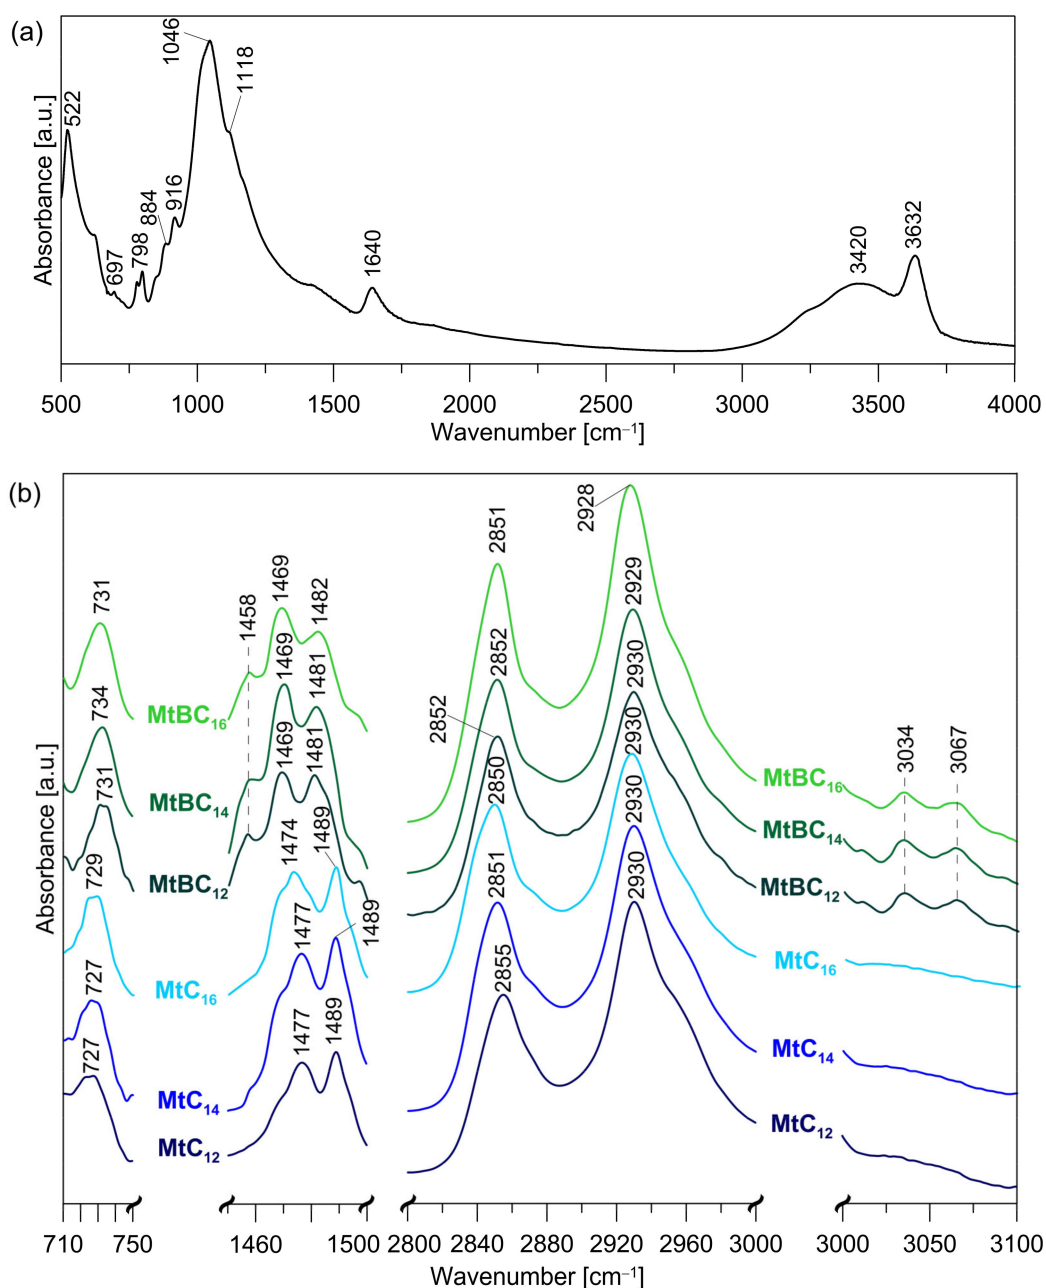 (a)
1046
1118
522
884
916
798
697
1640
3420
3632
Absorbance [a.u.]
500 1000 1500 2000 2500 3000 3500 4000
Wavenumber [cm⁻¹]
(b)
2928
2851
2929
731
1458
1469
1482
2852
2930
734
1469
1481
2852
2930
3034
3067
MtBC₁₆
MtBC₁₆
731
1469
1481
2850
2930
MtBC₁₄
MtBC₁₄
729
1474
1489
2851
2930
MtBC₁₂
MtBC₁₂
727
1477
1489
2855
MtC₁₆
MtC₁₆
727
1477
1489
MtC₁₄
MtC₁₄
MtC₁₂
MtC₁₂
Absorbance [a.u.]
710 750 1460 1500 2800 2840 2880 2920 2960 3000 3000 3050 3100
Wavenumber [cm⁻¹]